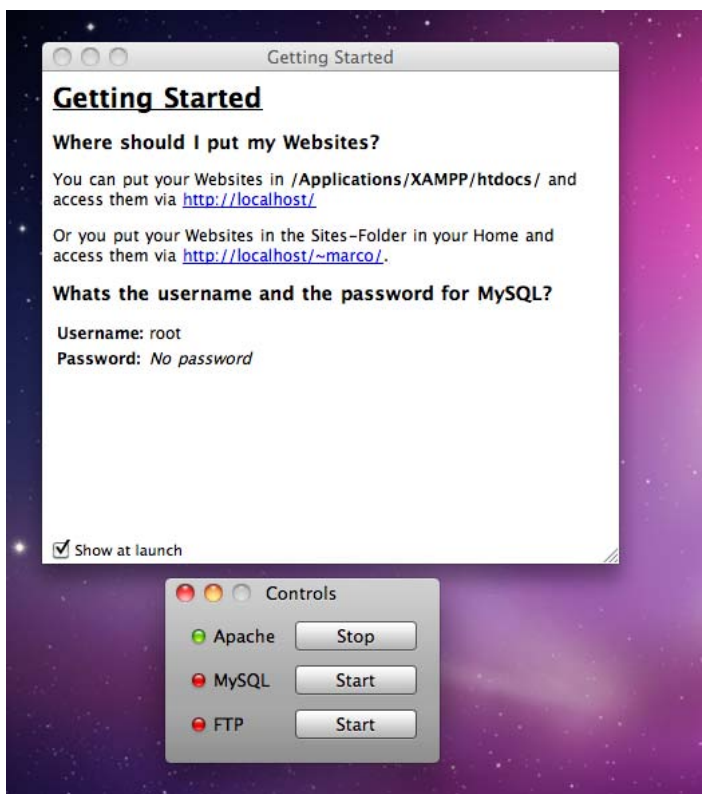 Getting Started
Getting Started
Where should I put my Websites?
You can put your Websites in /Applications/XAMPP/htdocs/ and
access them via http://localhost/
Or you put your Websites in the Sites-Folder in your Home and
access them via http://localhost/~marco/.
Whats the username and the password for MySQL?
Username: root
Password: No password
Show at launch
Controls
Apache Stop
MySQL Start
FTP Start